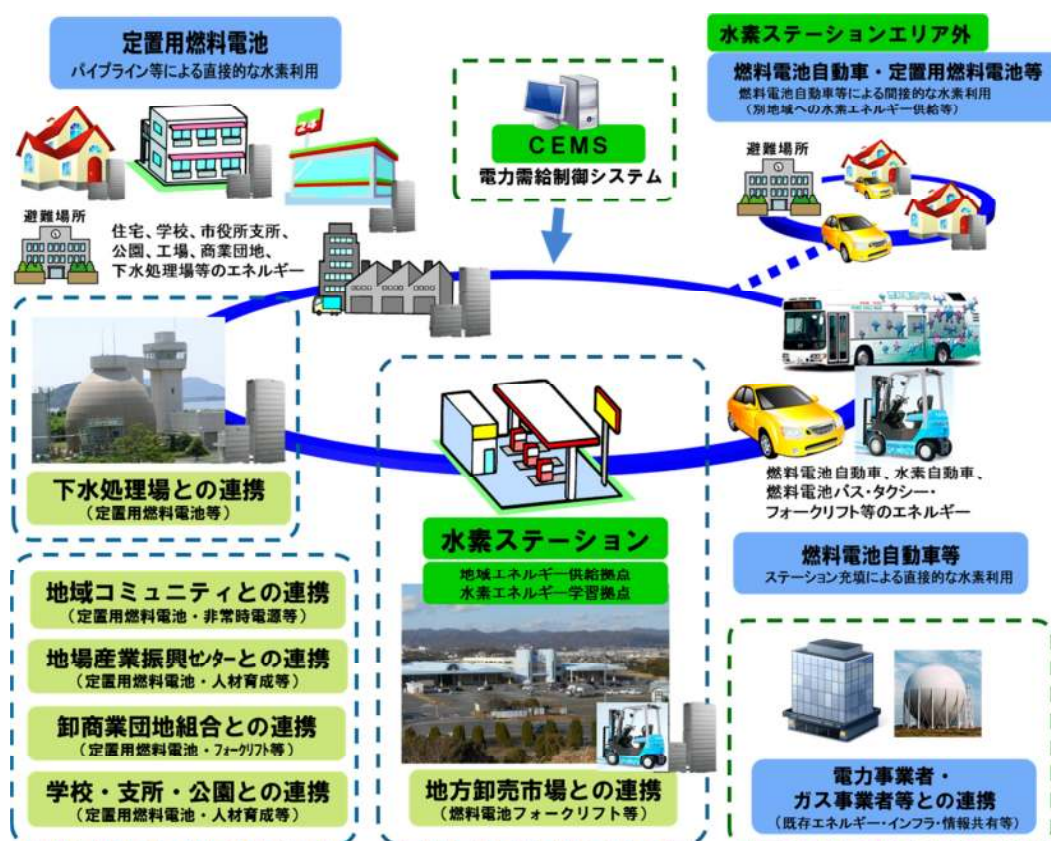 定置用燃料電池
パイプライン等による直接的な水素利用
24
避難場所
住宅、学校、市役所支所、
公園、工場、商業団地、
下水処理場等のエネルギー
CEMS
電力需給制御システム
水素ステーションエリア外
燃料電池自動車・定置用燃料電池等
燃料電池自動車等による間接的な水素利用
(別地域への水素エネルギー供給等)
避難場所
下水処理場との連携
(定置用燃料電池等)
水素ステーション
地域エネルギー供給拠点
水素エネルギー学習拠点
燃料電池自動車、水素自動車、
燃料電池バス・タクシー・
フォークリフト等のエネルギー
燃料電池自動車等
ステーション充填による直接的な水素利用
地域コミュニティとの連携
(定置用燃料電池・非常時電源等)
地場産業振興センターとの連携
(定置用燃料電池・人材育成等)
卸商業団地組合との連携
(定置用燃料電池・フォークリフト等)
学校・支所・公園との連携
(定置用燃料電池・人材育成等)
地方卸売市場との連携
(燃料電池フォークリフト等)
電力事業者・
ガス事業者等との連携
(既存エネルギー・インフラ・情報共有等)